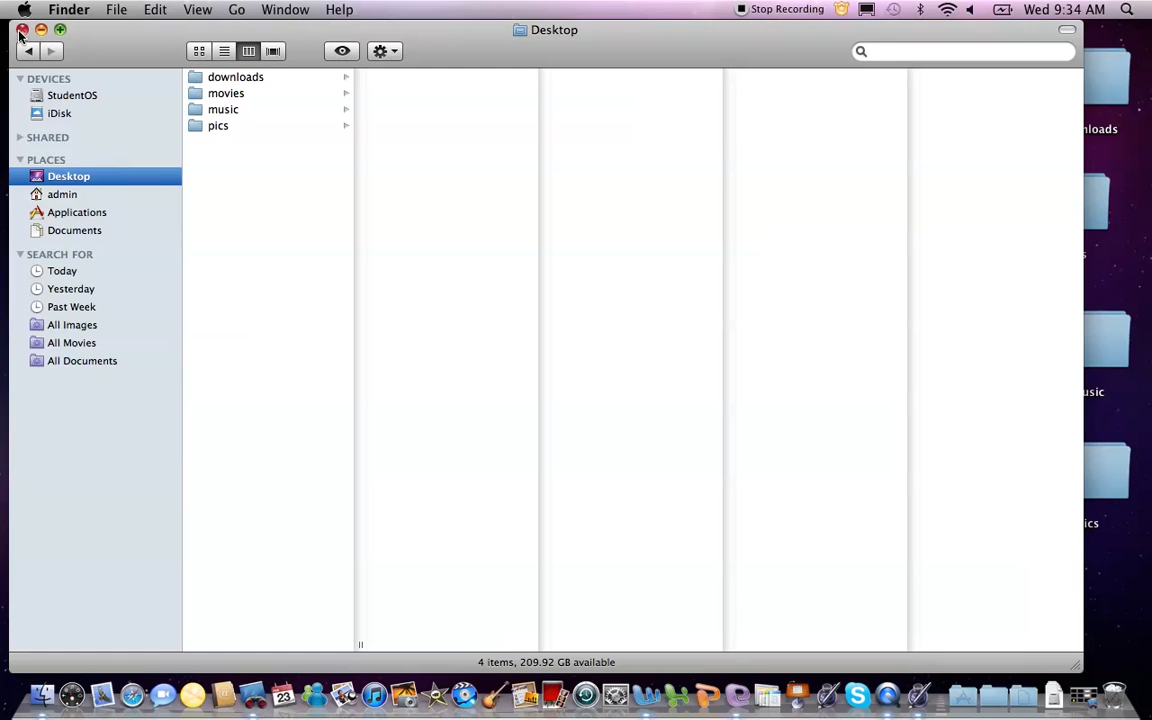 Finder File Edit View Go Window Help Stop Recording Wed 9:34 AM
Desktop
DEVICES
StudentOS
iDisk
SHARED
PLACES
Desktop
admin
Applications
Documents
SEARCH FOR
Today
Yesterday
Past Week
All Images
All Movies
All Documents
downloads
movies
music
pics
nloads
s
usic
ics
4 items, 209.92 GB available
23